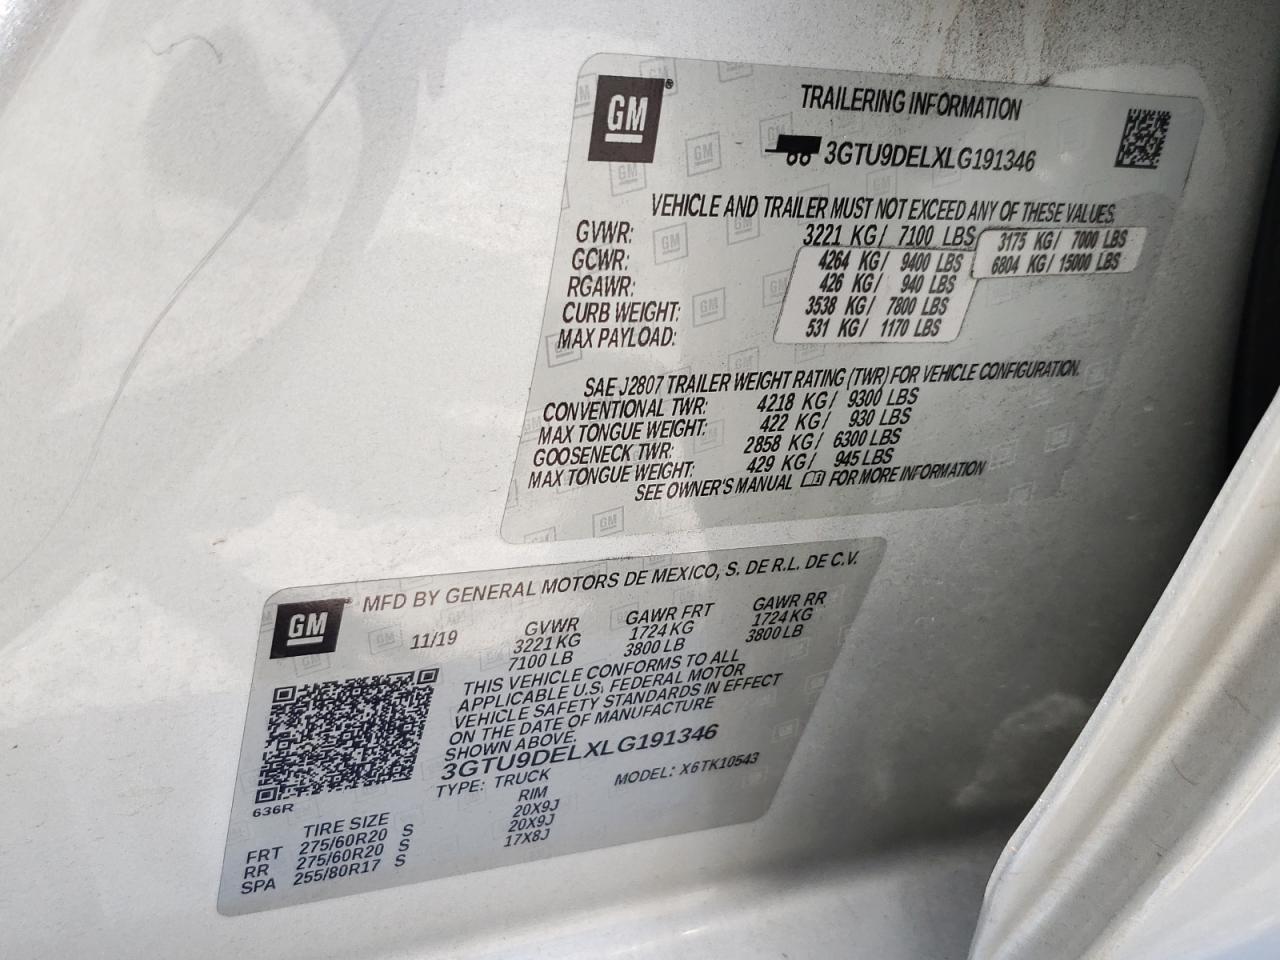 GM
TRAILERING INFORMATION
3GTU9DELXLG191346
VEHICLE AND TRAILER MUST NOT EXCEED ANY OF THESE VALUES.
GVWR: 3221 KG/ 7100 LBS 3175 KG/ 7000 LBS
GCWR: 4264 KG/ 9400 LBS 6804 KG/ 15000 LBS
RGAWR: 426 KG/ 940 LBS
CURB WEIGHT: 3538 KG/ 7800 LBS
MAX PAYLOAD: 531 KG/ 1170 LBS
SAE J2807 TRAILER WEIGHT RATING (TWR) FOR VEHICLE CONFIGURATION.
CONVENTIONAL TWR: 4218 KG/ 9300 LBS
MAX TONGUE WEIGHT: 422 KG/ 930 LBS
GOOSENECK TWR: 2858 KG/ 6300 LBS
MAX TONGUE WEIGHT: 429 KG/ 945 LBS
SEE OWNER'S MANUAL FOR MORE INFORMATION
GM
MFD BY GENERAL MOTORS DE MEXICO, S. DE R.L. DE C.V.
11/19 GVWR GAWR FRT GAWR RR
3221 KG 1724 KG 1724 KG
7100 LB 3800 LB 3800 LB
THIS VEHICLE CONFORMS TO ALL
APPLICABLE U.S. FEDERAL MOTOR
VEHICLE SAFETY STANDARDS IN EFFECT
ON THE DATE OF MANUFACTURE
SHOWN ABOVE.
3GTU9DELXLG191346
TYPE: TRUCK MODEL: X6TK10543
636R
TIRE SIZE RIM
FRT 275/60R20 S 20X9J
RR 275/60R20 S 20X9J
SPA 255/80R17 S 17X8J